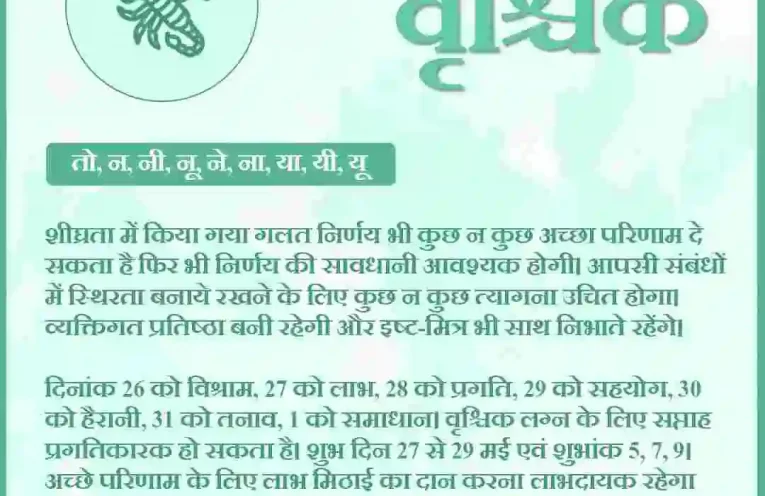 वृश्चिक
तो, न, नी, नू, ने, ना, या, यी, यू
शीघ्रता में किया गया गलत निर्णय भी कुछ न कुछ अच्छा परिणाम दे
सकता है फिर भी निर्णय की सावधानी आवश्यक होगी। आपसी संबंधों
में स्थिरता बनाये रखने के लिए कुछ न कुछ त्यागना उचित होगा।
व्यक्तिगत प्रतिष्ठा बनी रहेगी और इष्ट-मित्र भी साथ निभाते रहेंगे।
दिनांक 26 को विश्राम, 27 को लाभ, 28 को प्रगति, 29 को सहयोग, 30
को हैरानी, 31 को तनाव, 1 को समाधान। वृश्चिक लग्न के लिए सप्ताह
प्रगतिकारक हो सकता है। शुभ दिन 27 से 29 मई एवं शुभांक 5, 7, 9।
अच्छे परिणाम के लिए लाभ मिठाई का दान करना लाभदायक रहेगा